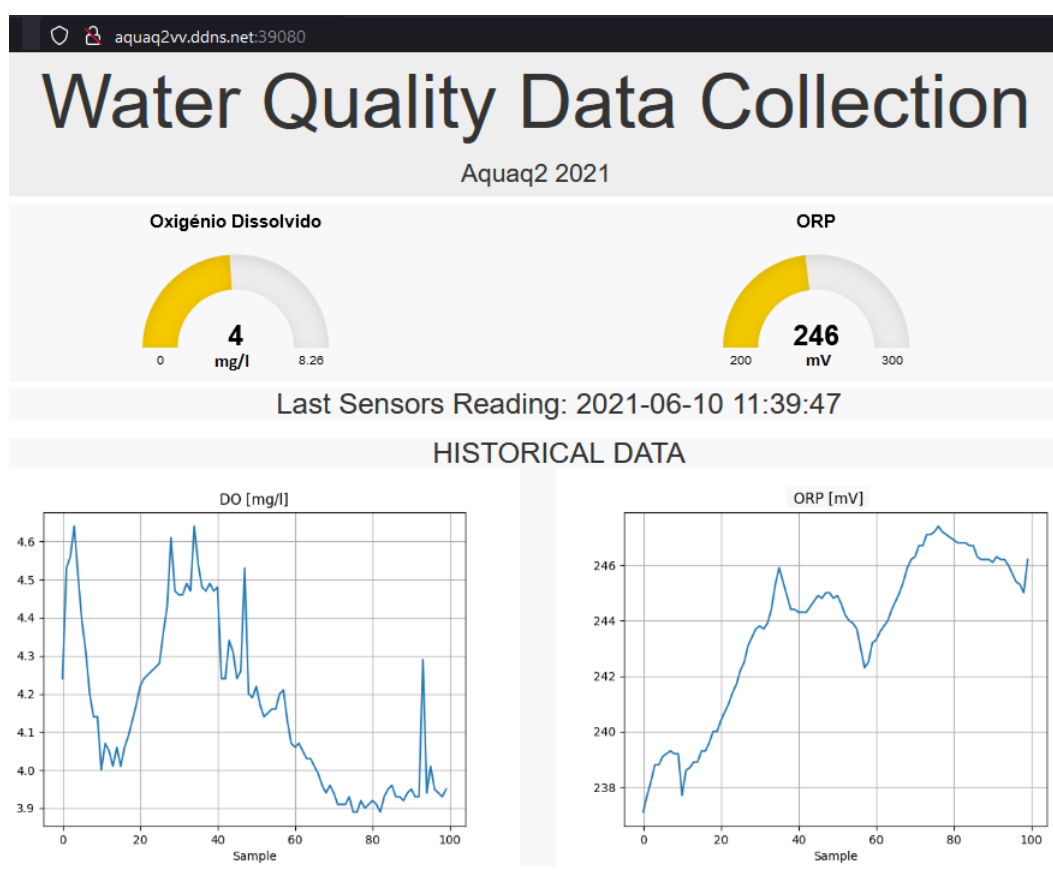 aquaq2vv.ddns.net:39080
Water Quality Data Collection
Aquaq2 2021
Oxigénio Dissolvido
4
mg/l
0
8.26
ORP
246
mV
200
300
Last Sensors Reading: 2021-06-10 11:39:47
HISTORICAL DATA
DO [mg/l]
4.6
4.5
4.4
4.3
4.2
4.1
4.0
3.9
0 20 40 60 80 100
Sample
ORP [mV]
246
244
242
240
238
0 20 40 60 80 100
Sample